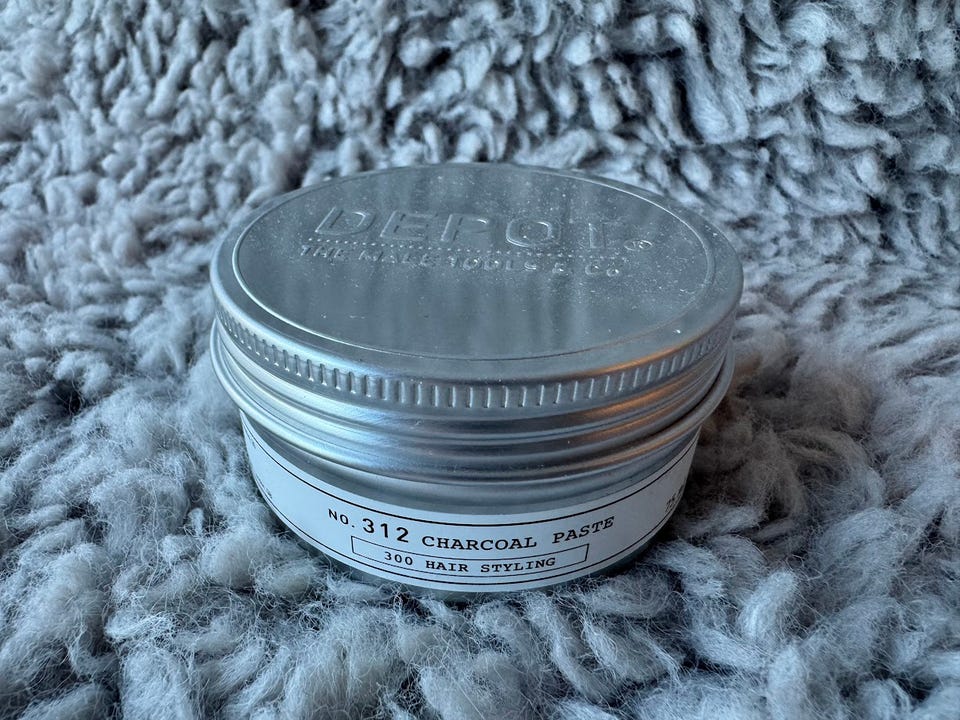 DEPOT®
THE MALE TOOLS & Co
NO. 312 CHARCOAL PASTE
300 HAIR STYLING